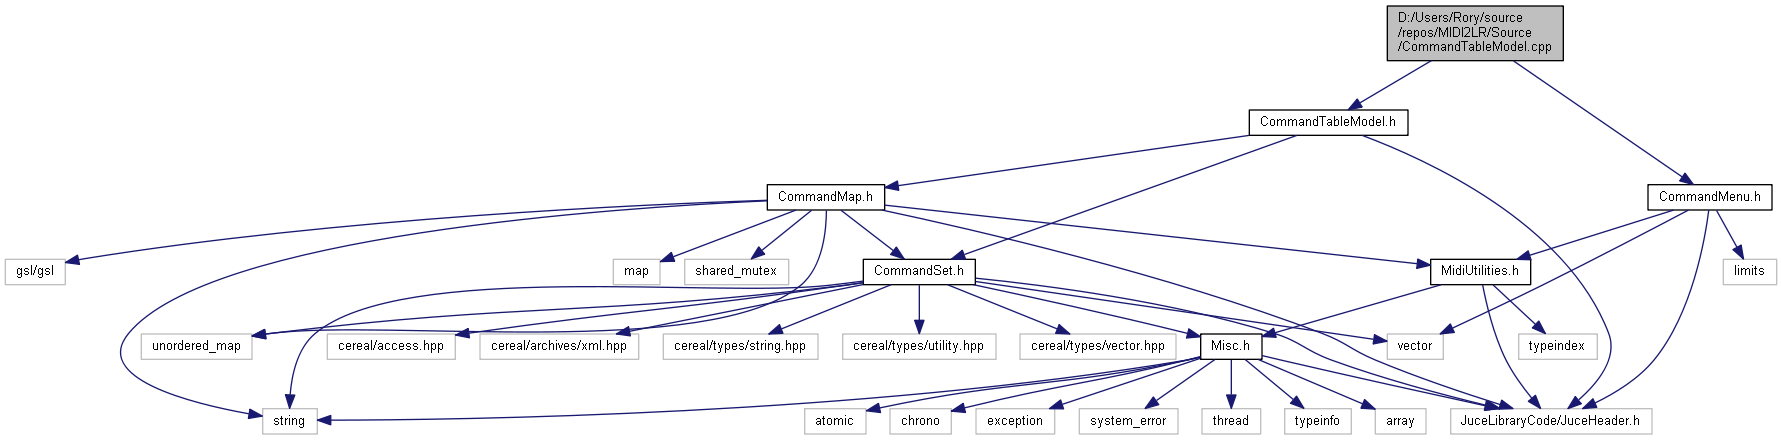 D:/Users/Rory/source
/repos/MIDI2LR/Source
/CommandTableModel.cpp
CommandTableModel.h
CommandMap.h
CommandMenu.h
gsl/gsl
map
shared_mutex
CommandSet.h
MidiUtilities.h
limits
unordered_map
cereal/access.hpp
cereal/archives/xml.hpp
cereal/types/string.hpp
cereal/types/utility.hpp
cereal/types/vector.hpp
Misc.h
vector
typeindex
string
atomic
chrono
exception
system_error
thread
typeinfo
array
JuceLibraryCode/JuceHeader.h